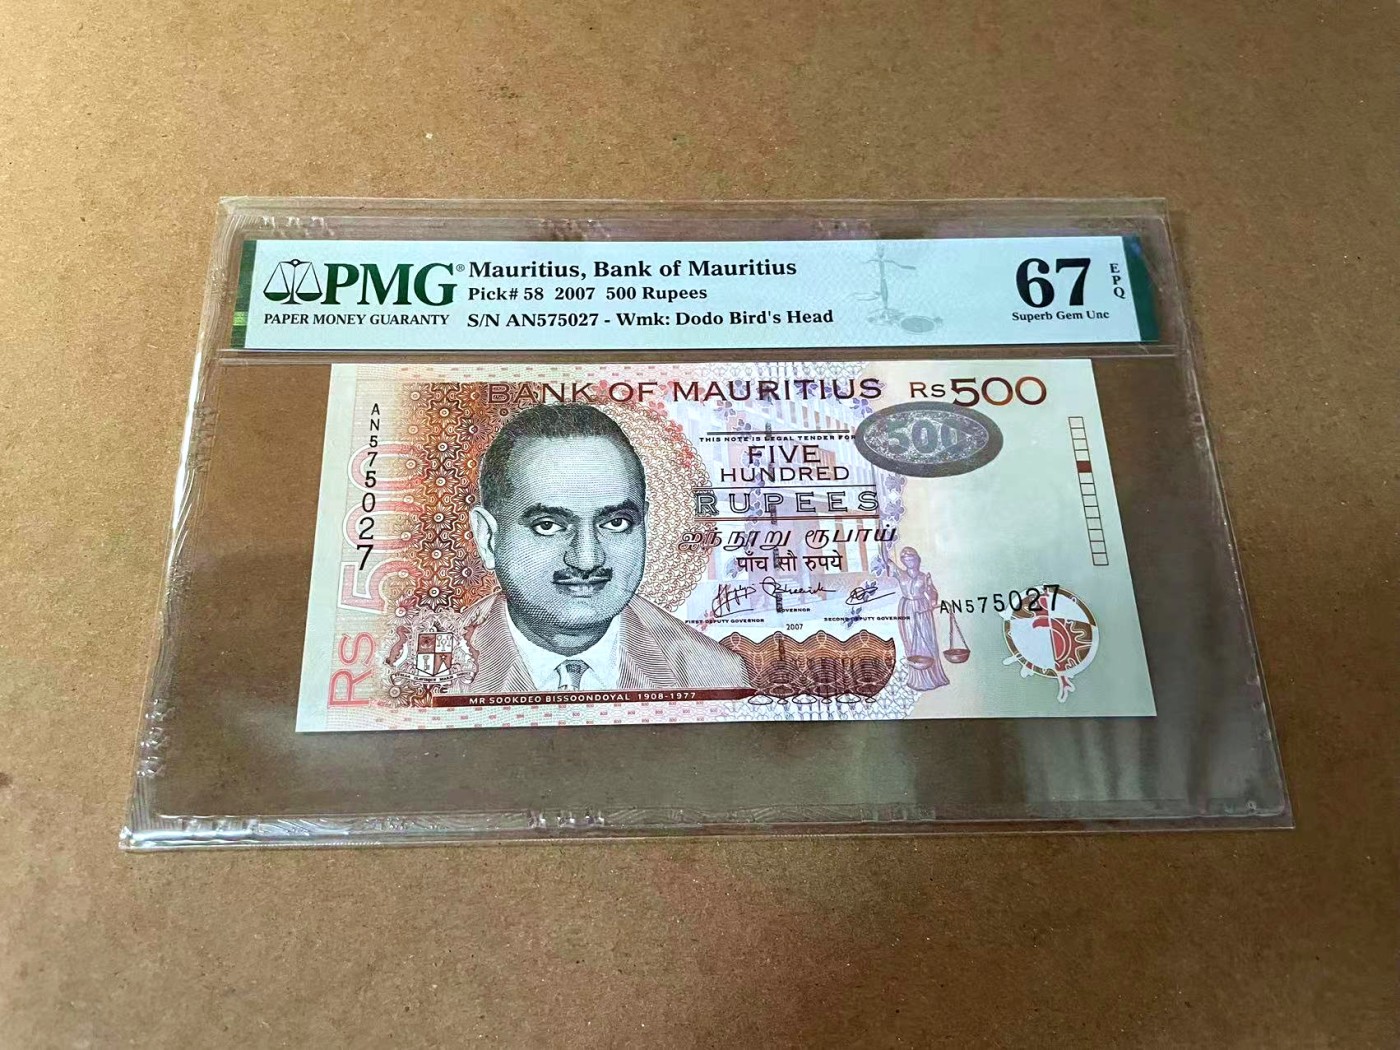 PMG®
PAPER MONEY GUARANTY
Mauritius, Bank of Mauritius
Pick# 58 2007 500 Rupees
S/N AN575027 - Wmk: Dodo Bird's Head
67
EPQ
Superb Gem Unc
BANK OF MAURITIUS
RS500
AN575027
RS 500
THIS NOTE IS LEGAL TENDER FOR
500
FIVE
HUNDRED
RUPEES
ஐந்நூறு ரூபாய்
पाँच सौ रुपये
GOVERNOR
FIRST DEPUTY GOVERNOR
SECOND DEPUTY GOVERNOR
2007
AN575027
MR SOOKDEO BISSOONDOYAL 1908-1977